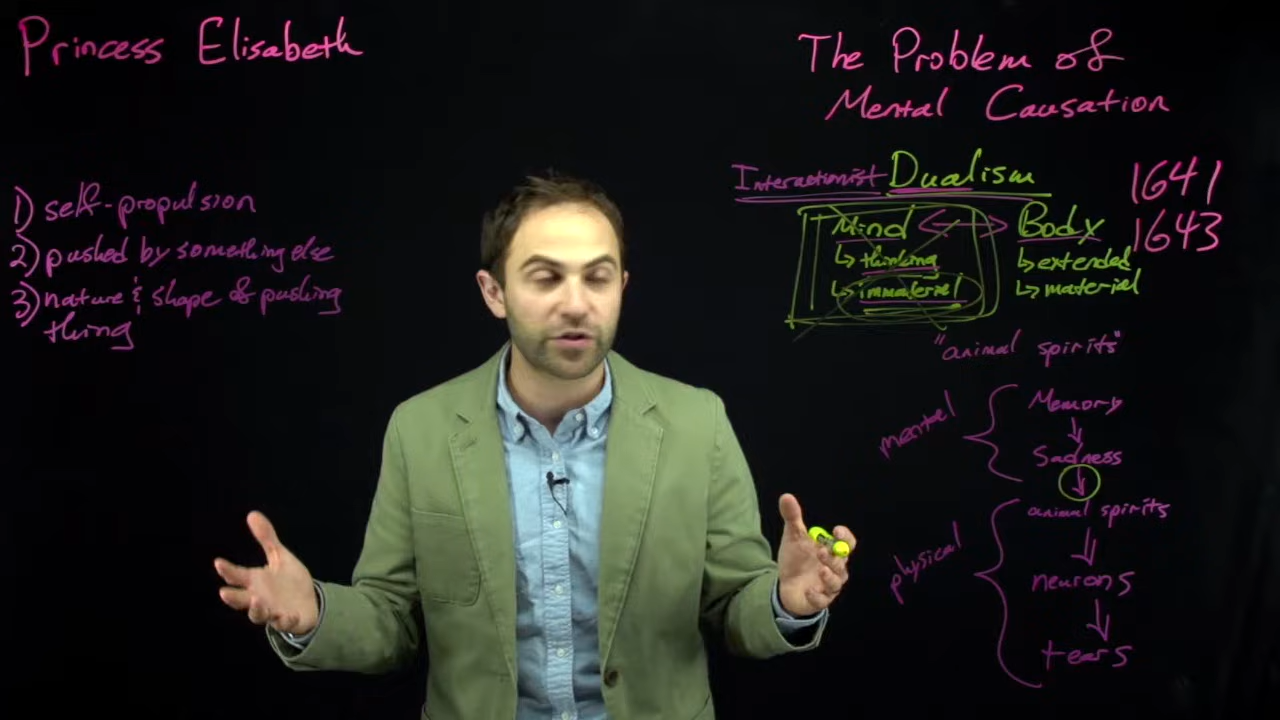 Princess Elisabeth
1) self-propulsion
2) pushed by something else
3) nature & shape of pushing
thing
The Problem of
Mental Causation
Interactionist Dualism
1641
1643
Mind <-> Body
↳ thinking
↳ immaterial
↳ extended
↳ material
"animal spirits"
mental
Memory
↓
Sadness
↓
physical
animal spirits
↓
neurons
↓
tears